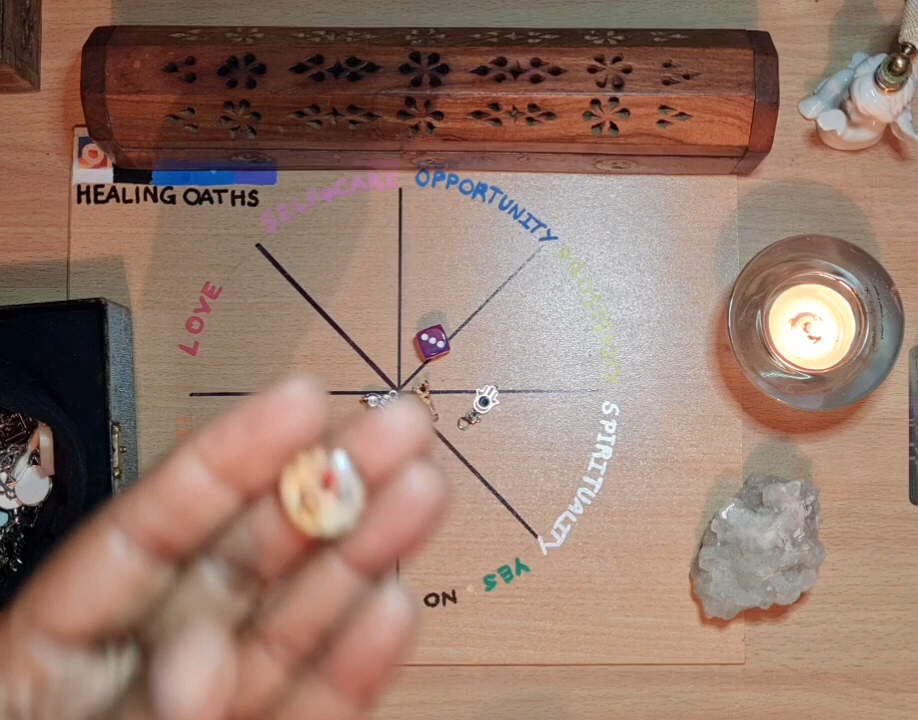 HEALING OATHS
SELF-CARE
OPPORTUNITY
LOVE
SPIRITUALITY
YES
NO